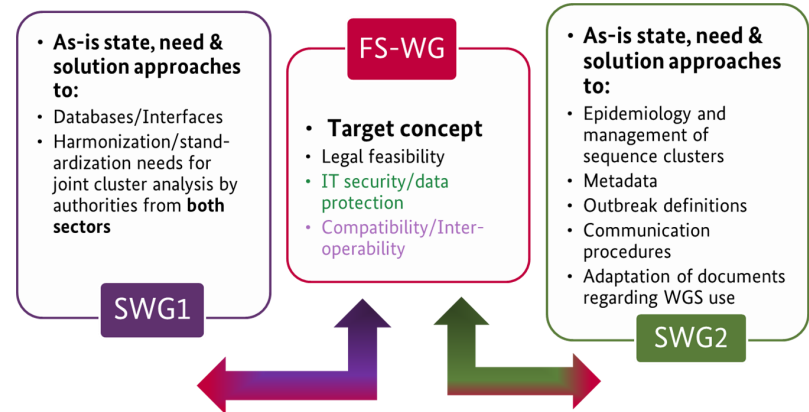 • As-is state, need &
solution approaches
to:
• Databases/Interfaces
• Harmonization/stand-
ardization needs for
joint cluster analysis by
authorities from both
sectors
SWG1
FS-WG
• Target concept
• Legal feasibility
• IT security/data
protection
• Compatibility/Inter-
operability
• As-is state, need &
solution approaches
to:
• Epidemiology and
management of
sequence clusters
• Metadata
• Outbreak definitions
• Communication
procedures
• Adaptation of documents
regarding WGS use
SWG2